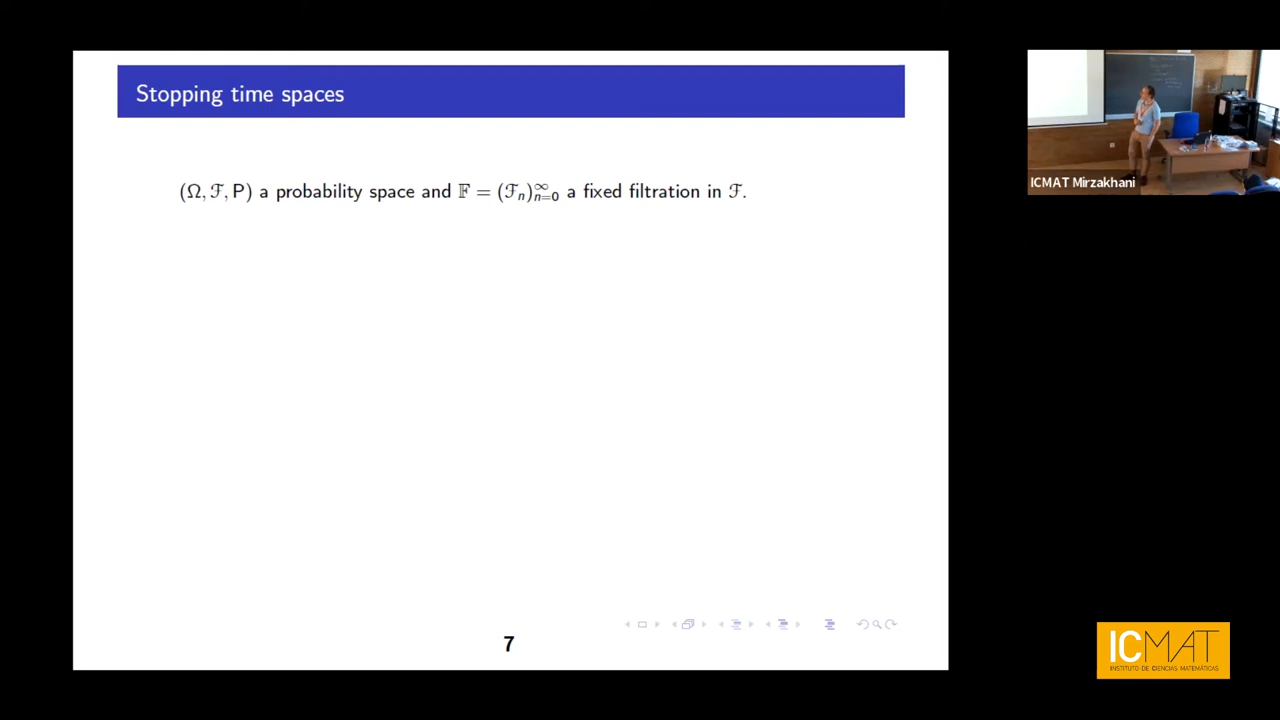 Stopping time spaces
(Ω, ℱ, P) a probability space and 𝔽 = (ℱₙ)ₙ₌₀^∞ a fixed filtration in ℱ.
7
ICMAT Mirzakhani
ICMAT
INSTITUTO DE CIENCIAS MATEMÁTICAS